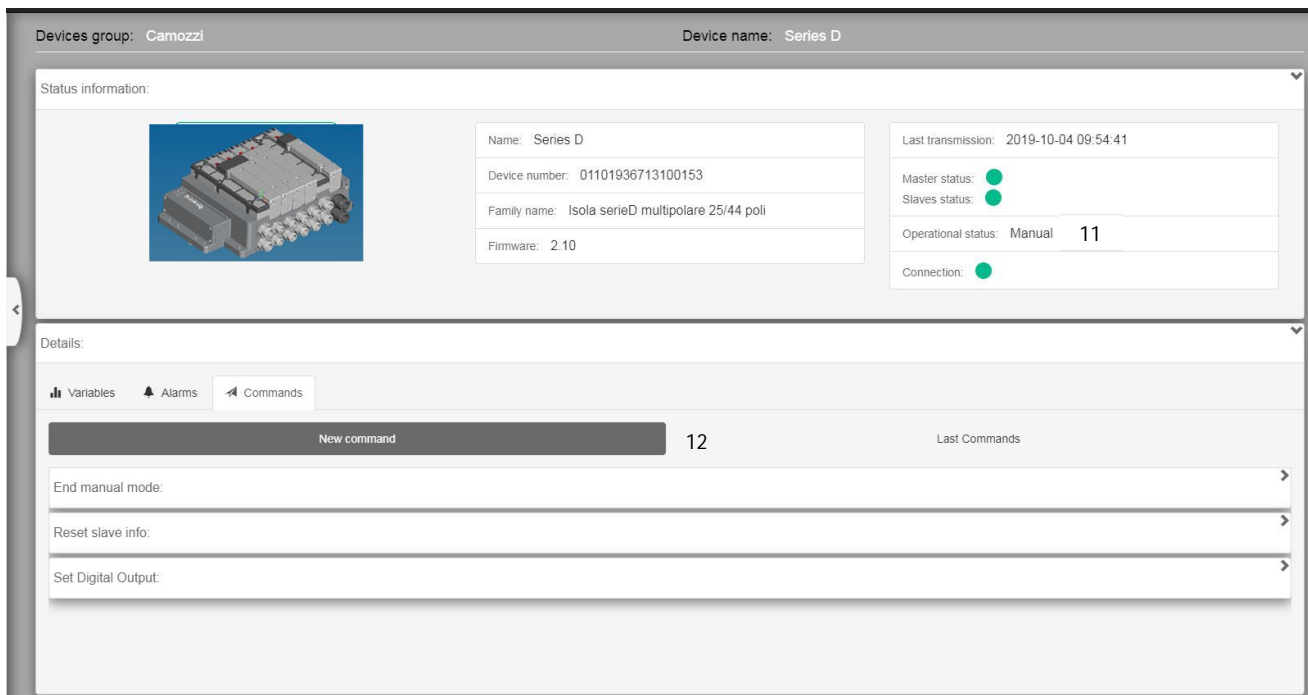 Devices group: Camozzi
Device name: Series D
Status information:
Name: Series D
Device number: 01101936713100153
Family name: Isola serieD multipolare 25/44 poli
Firmware: 2.10
Last transmission: 2019-10-04 09:54:41
Master status:
Slaves status:
Operational status: Manual 11
Connection:
Details:
Variables Alarms Commands
New command 12 Last Commands
End manual mode:
Reset slave info:
Set Digital Output: